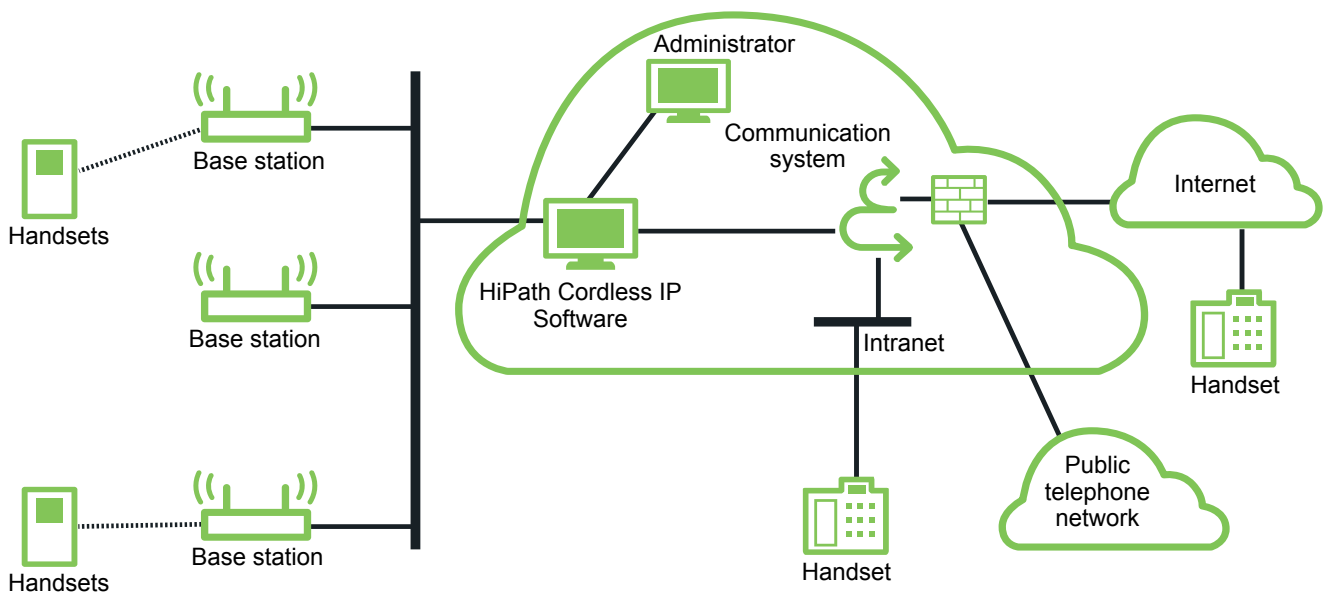 Administrator
Communication
system
Base station
Internet
Handsets
HiPath Cordless IP
Software
Base station
Intranet
Handset
Public
telephone
network
Base station
Handset
Handsets